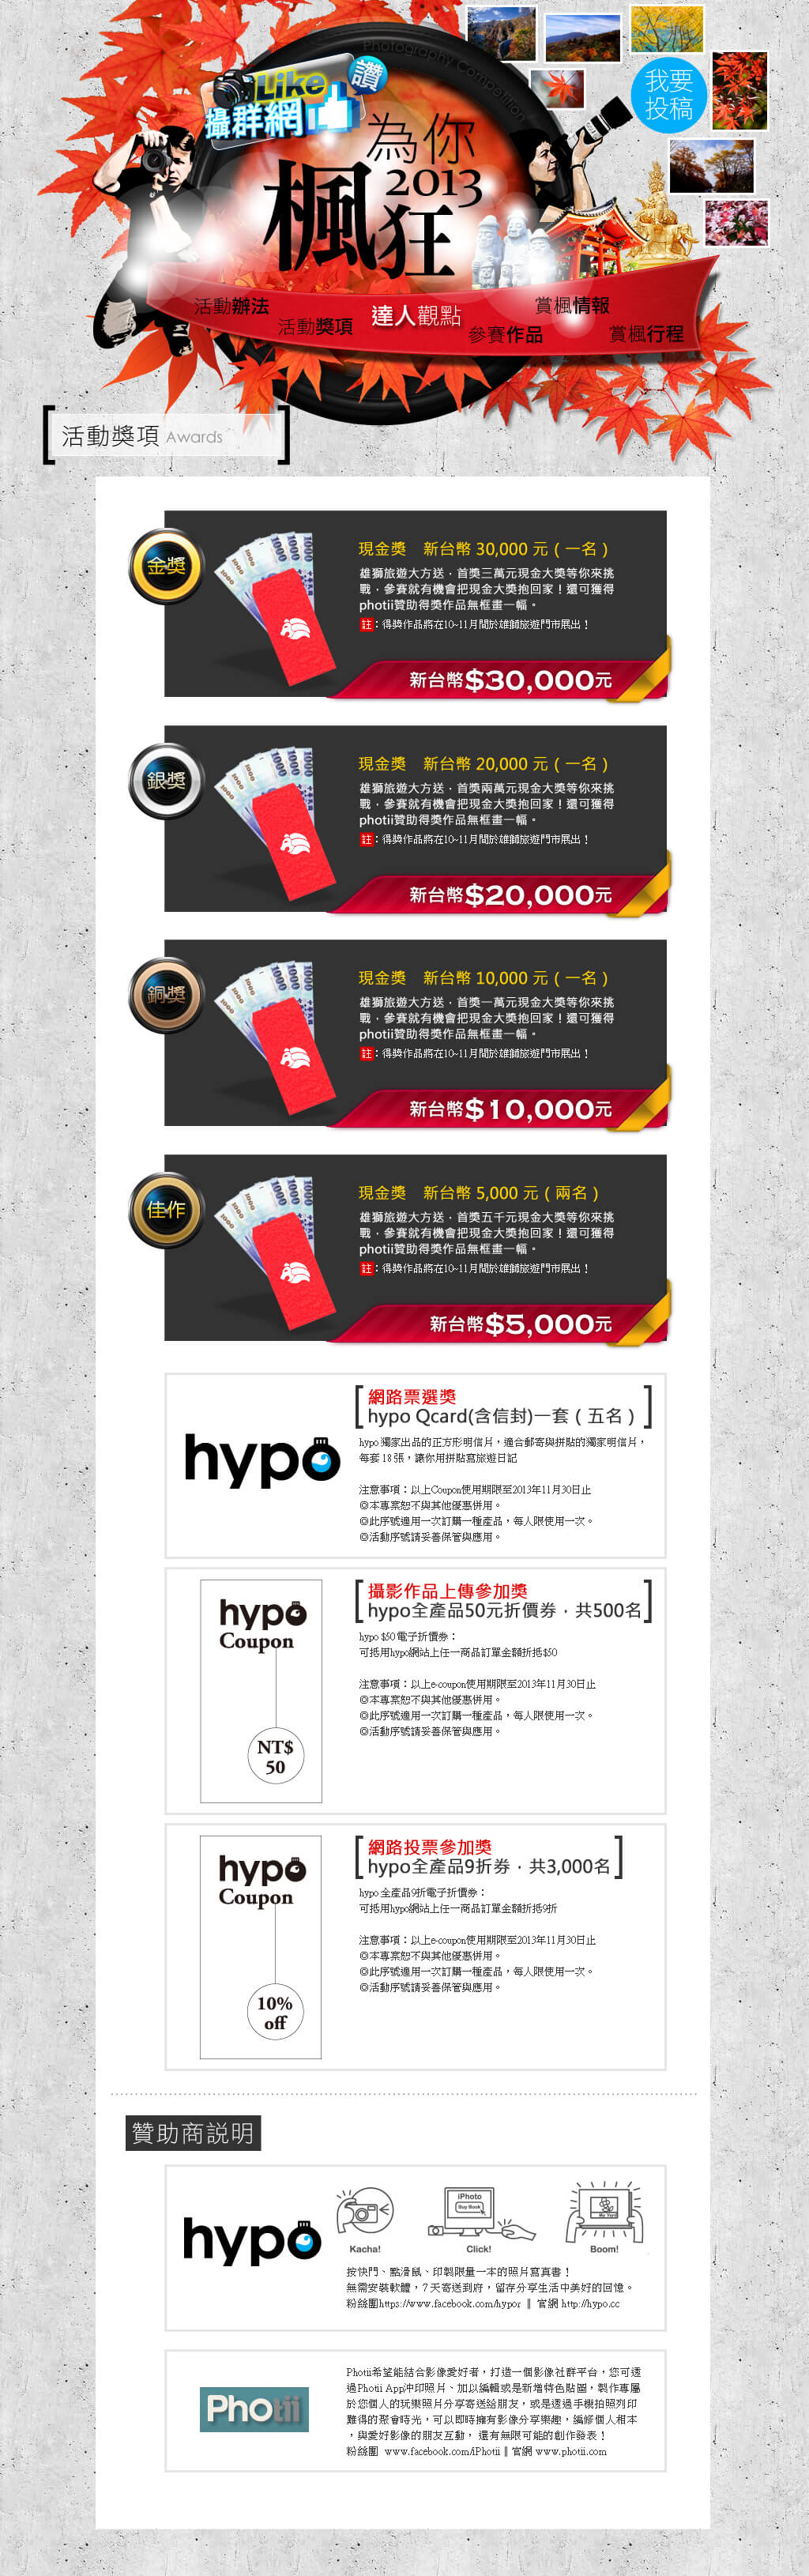 Photography Competition
Like
讚
攝群網
我要
投稿
為你
2013
楓狂
活動辦法
活動獎項
達人觀點
參賽作品
賞楓情報
賞楓行程
活動獎項 Awards
金獎
現金獎 新台幣 30,000 元 ( 一名 )
雄獅旅遊大方送．首獎三萬元現金大獎等你來挑
戰．參賽就有機會把現金大獎抱回家！還可獲得
photii贊助得獎作品無框畫一幅。
註：得獎作品將在10~11月間於雄獅旅遊門市展出！
新台幣$30,000元
銀獎
現金獎 新台幣 20,000 元 ( 一名 )
雄獅旅遊大方送．首獎兩萬元現金大獎等你來挑
戰．參賽就有機會把現金大獎抱回家！還可獲得
photii贊助得獎作品無框畫一幅。
註：得獎作品將在10~11月間於雄獅旅遊門市展出！
新台幣$20,000元
銅獎
現金獎 新台幣 10,000 元 ( 一名 )
雄獅旅遊大方送．首獎一萬元現金大獎等你來挑
戰．參賽就有機會把現金大獎抱回家！還可獲得
photii贊助得獎作品無框畫一幅。
註：得獎作品將在10~11月間於雄獅旅遊門市展出！
新台幣$10,000元
佳作
現金獎 新台幣 5,000 元 ( 兩名 )
雄獅旅遊大方送．首獎五千元現金大獎等你來挑
戰．參賽就有機會把現金大獎抱回家！還可獲得
photii贊助得獎作品無框畫一幅。
註：得獎作品將在10~11月間於雄獅旅遊門市展出！
新台幣$5,000元
hypo
網路票選獎
hypo Qcard(含信封)一套 ( 五名 )
hypo 獨家出品的正方形明信片，適合郵寄與拼貼的獨家明信片，
每套 18 張，讓你用拼貼寫旅遊日記
注意事項：以上Coupon使用期限至2013年11月30日止
◎本專案恕不與其他優惠併用。
◎此序號適用一次訂購一種產品，每人限使用一次。
◎活動序號請妥善保管與應用。
hypo
Coupon
NT$
50
攝影作品上傳參加獎
hypo全產品50元折價券．共500名
hypo $50 電子折價券：
可抵用hypo網站上任一商品訂單金額折抵$50
注意事項：以上e-coupon使用期限至2013年11月30日止
◎本專案恕不與其他優惠併用。
◎此序號適用一次訂購一種產品，每人限使用一次。
◎活動序號請妥善保管與應用。
hypo
Coupon
10%
off
網路投票參加獎
hypo全產品9折券．共3,000名
hypo 全產品9折電子折價券：
可抵用hypo網站上任一商品訂單金額折抵9折
注意事項：以上e-coupon使用期限至2013年11月30日止
◎本專案恕不與其他優惠併用。
◎此序號適用一次訂購一種產品，每人限使用一次。
◎活動序號請妥善保管與應用。
贊助商說明
hypo
iPhoto
Buy Book
Kacha!
Click!
Boom!
按快門、點滑鼠、印製限量一本的照片寫真書！
無需安裝軟體，7 天寄送到府，留存分享生活中美好的回憶。
粉絲團https://www.facebook.com/hypor ‖ 官網 http://hypo.cc
Photii
Photii希望能結合影像愛好者，打造一個影像社群平台，您可透
過Photii App沖印照片、加以編輯或是新增特色貼圖，製作專屬
於您個人的玩樂照片分享寄送給朋友，或是透過手機拍照列印
難得的聚會時光，可以即時擁有影像分享樂趣，編修個人相本
，與愛好影像的朋友互動， 還有無限可能的創作發表！
粉絲團 www.facebook.com/iPhotii ‖ 官網 www.photii.com